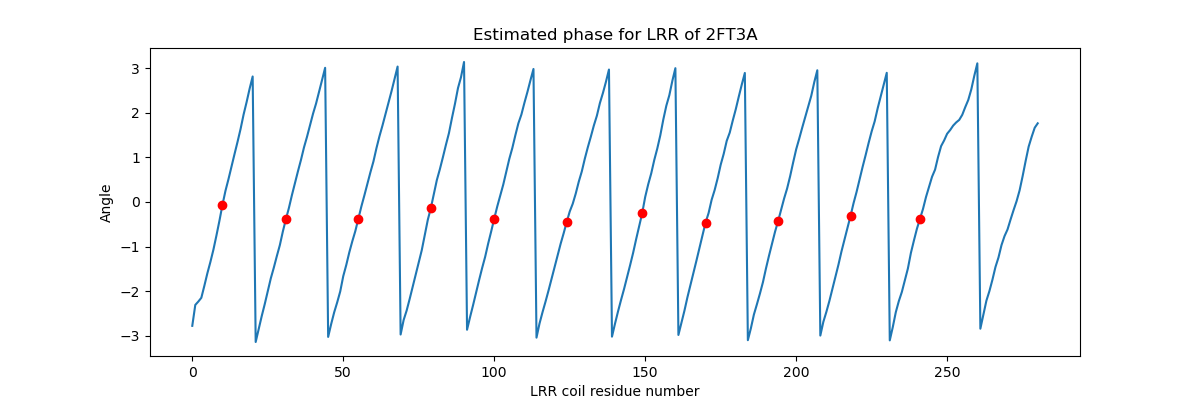 Estimated phase for LRR of 2FT3A
3
2
1
0
−1
−2
−3
Angle
0 50 100 150 200 250
LRR coil residue number